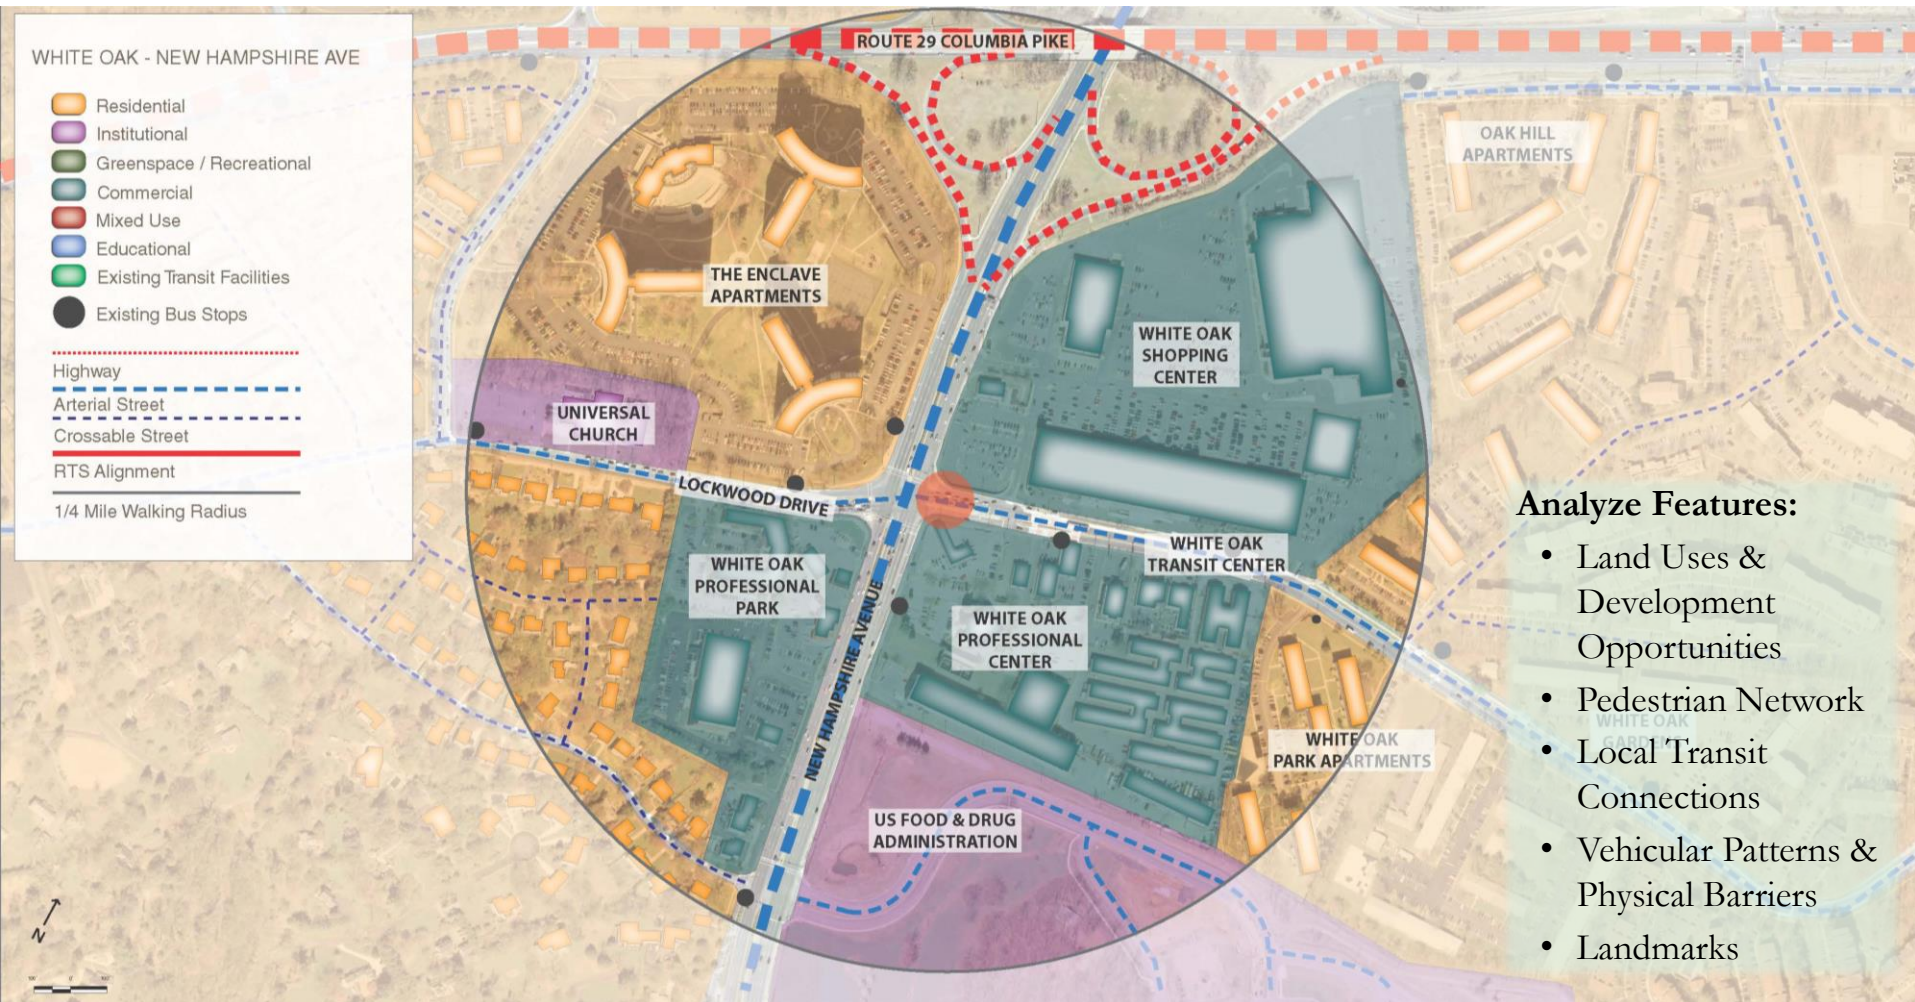 WHITE OAK - NEW HAMPSHIRE AVE
Residential
Institutional
Greenspace / Recreational
Commercial
Mixed Use
Educational
Existing Transit Facilities
Existing Bus Stops
Highway
Arterial Street
Crossable Street
RTS Alignment
1/4 Mile Walking Radius
N
ROUTE 29 COLUMBIA PIKE
OAK HILL
APARTMENTS
THE ENCLAVE
APARTMENTS
WHITE OAK
SHOPPING
CENTER
UNIVERSAL
CHURCH
LOCKWOOD DRIVE
WHITE OAK
TRANSIT CENTER
WHITE OAK
PROFESSIONAL
PARK
NEW HAMPSHIRE AVENUE
WHITE OAK
PROFESSIONAL
CENTER
WHITE OAK
PARK APARTMENTS
US FOOD & DRUG
ADMINISTRATION
WHITE OAK
GARDENS
Analyze Features:
• Land Uses &
Development
Opportunities
• Pedestrian Network
• Local Transit
Connections
• Vehicular Patterns &
Physical Barriers
• Landmarks